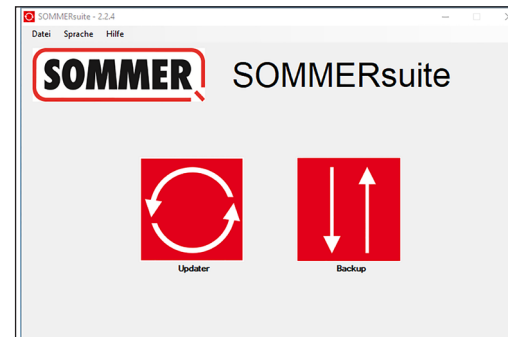 SOMMERsuite - 2.2.4
Datei Sprache Hilfe
SOMMER SOMMERsuite
Updater Backup